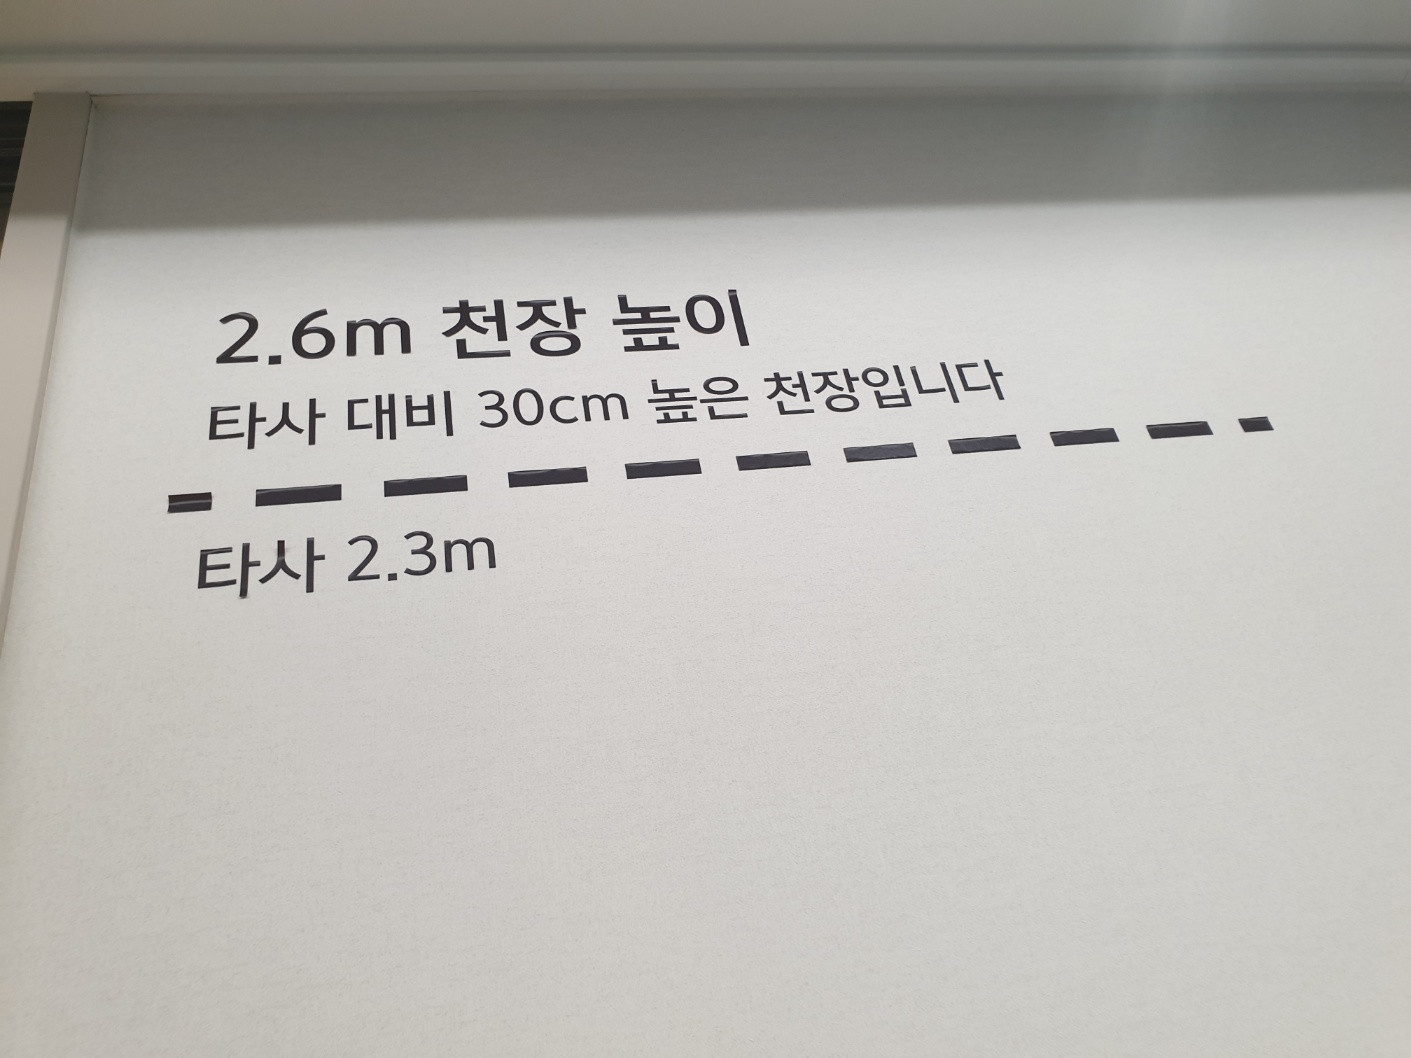 2.6m 천장 높이
타사 대비 30cm 높은 천장입니다
타사 2.3m